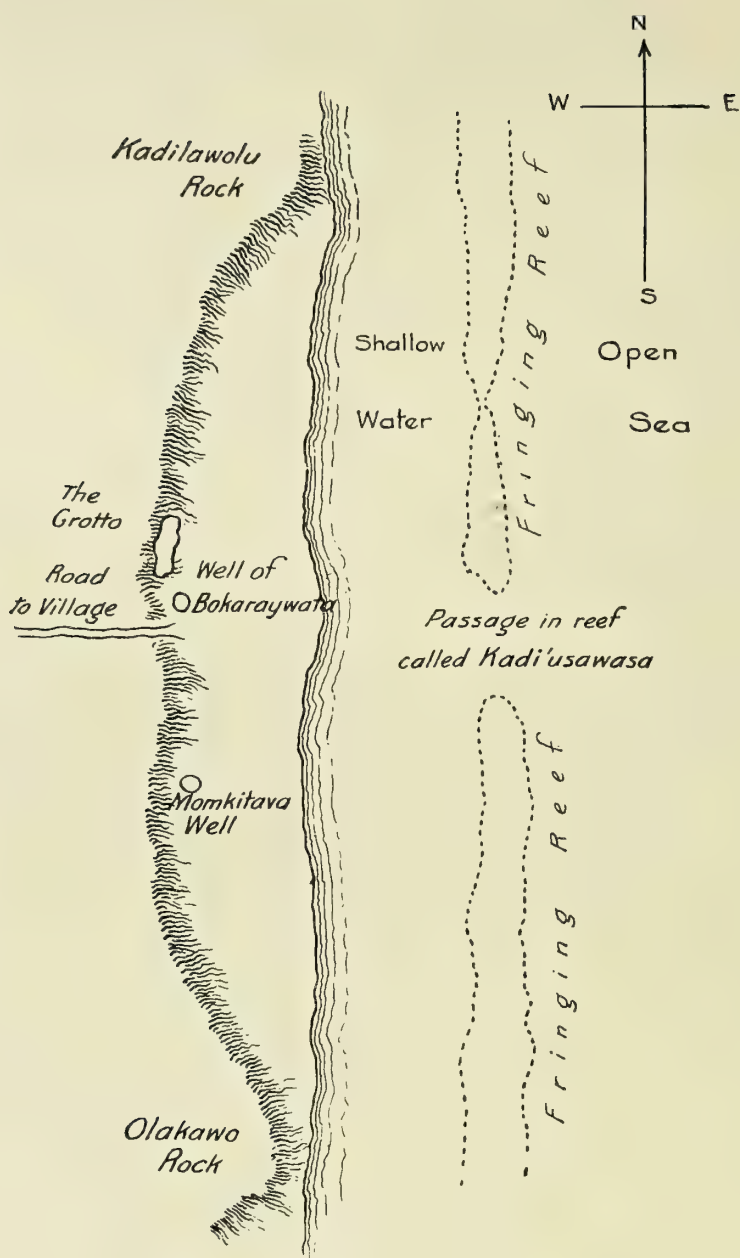 N
W
E
S
Kadilawolu
Rock
Shallow
Water
Fringing Reef
Open
Sea
The
Grotto
Road
to Village
Well of
Bokaraywata
Passage in reef
called Kadi'usawasa
Momkitava
Well
Fringing Reef
Olakawo
Rock